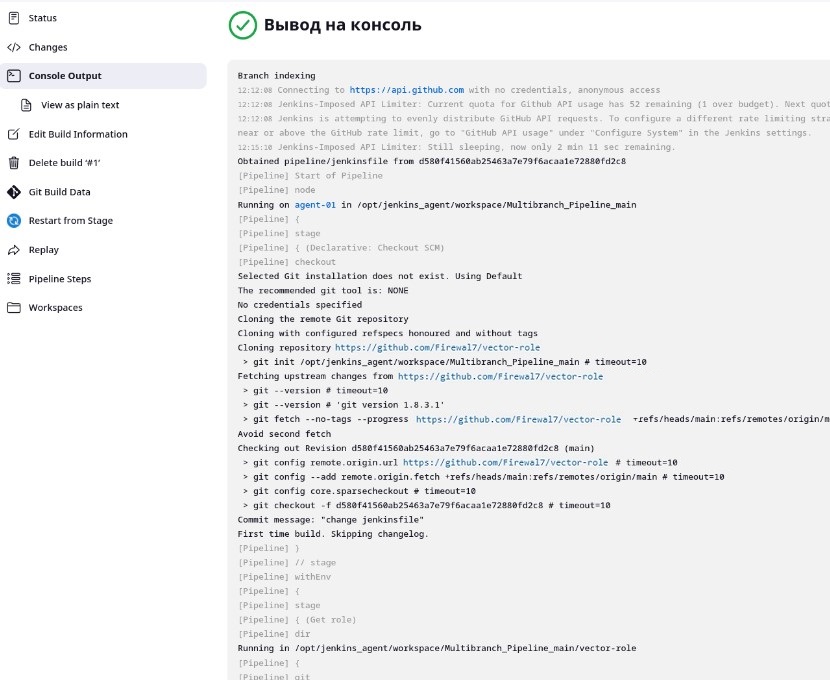 Status
Changes
Console Output
View as plain text
Edit Build Information
Delete build '#1'
Git Build Data
Restart from Stage
Replay
Pipeline Steps
Workspaces
Вывод на консоль
Branch indexing
12:12:08 Connecting to https://api.github.com with no credentials, anonymous access
12:12:08 Jenkins-Imposed API Limiter: Current quota for Github API usage has 52 remaining (1 over budget). Next quot
12:12:08 Jenkins is attempting to evenly distribute GitHub API requests. To configure a different rate limiting stra
near or above the GitHub rate limit, go to "GitHub API usage" under "Configure System" in the Jenkins settings.
12:15:10 Jenkins-Imposed API Limiter: Still sleeping, now only 2 min 11 sec remaining.
Obtained pipeline/jenkinsfile from d580f41560ab25463a7e79f6acaa1e72880fd2c8
[Pipeline] Start of Pipeline
[Pipeline] node
Running on agent-01 in /opt/jenkins_agent/workspace/Multibranch_Pipeline_main
[Pipeline] {
[Pipeline] stage
[Pipeline] { (Declarative: Checkout SCM)
[Pipeline] checkout
Selected Git installation does not exist. Using Default
The recommended git tool is: NONE
No credentials specified
Cloning the remote Git repository
Cloning with configured refspecs honoured and without tags
Cloning repository https://github.com/Firewal7/vector-role
> git init /opt/jenkins_agent/workspace/Multibranch_Pipeline_main # timeout=10
Fetching upstream changes from https://github.com/Firewal7/vector-role
> git --version # timeout=10
> git --version # 'git version 1.8.3.1'
> git fetch --no-tags --progress https://github.com/Firewal7/vector-role +refs/heads/main:refs/remotes/origin/m
Avoid second fetch
Checking out Revision d580f41560ab25463a7e79f6acaa1e72880fd2c8 (main)
> git config remote.origin.url https://github.com/Firewal7/vector-role # timeout=10
> git config --add remote.origin.fetch +refs/heads/main:refs/remotes/origin/main # timeout=10
> git config core.sparsecheckout # timeout=10
> git checkout -f d580f41560ab25463a7e79f6acaa1e72880fd2c8 # timeout=10
Commit message: "change jenkinsfile"
First time build. Skipping changelog.
[Pipeline] }
[Pipeline] // stage
[Pipeline] withEnv
[Pipeline] {
[Pipeline] stage
[Pipeline] { (Get role)
[Pipeline] dir
Running in /opt/jenkins_agent/workspace/Multibranch_Pipeline_main/vector-role
[Pipeline] {
[Pipeline] git